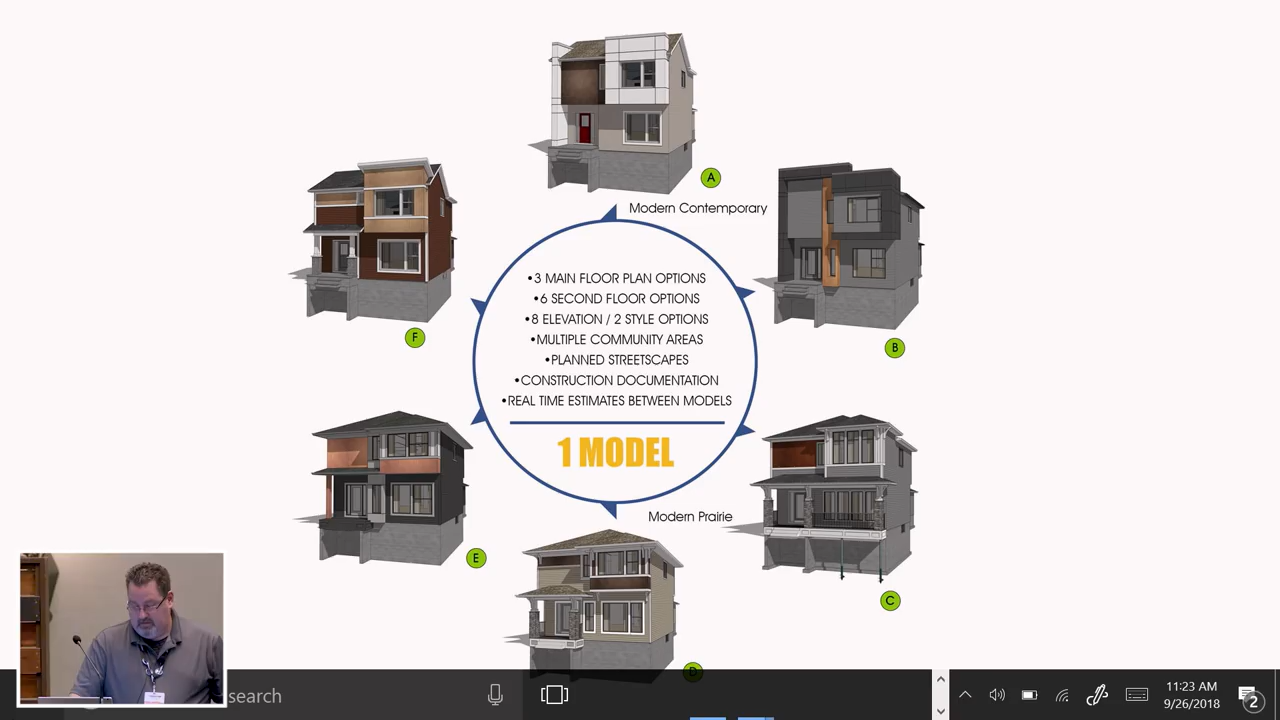 A
Modern Contemporary
F
B
•3 MAIN FLOOR PLAN OPTIONS
•6 SECOND FLOOR OPTIONS
•8 ELEVATION / 2 STYLE OPTIONS
•MULTIPLE COMMUNITY AREAS
•PLANNED STREETSCAPES
•CONSTRUCTION DOCUMENTATION
•REAL TIME ESTIMATES BETWEEN MODELS
1 MODEL
Modern Prairie
E
C
D
search
11:23 AM
9/26/2018
2